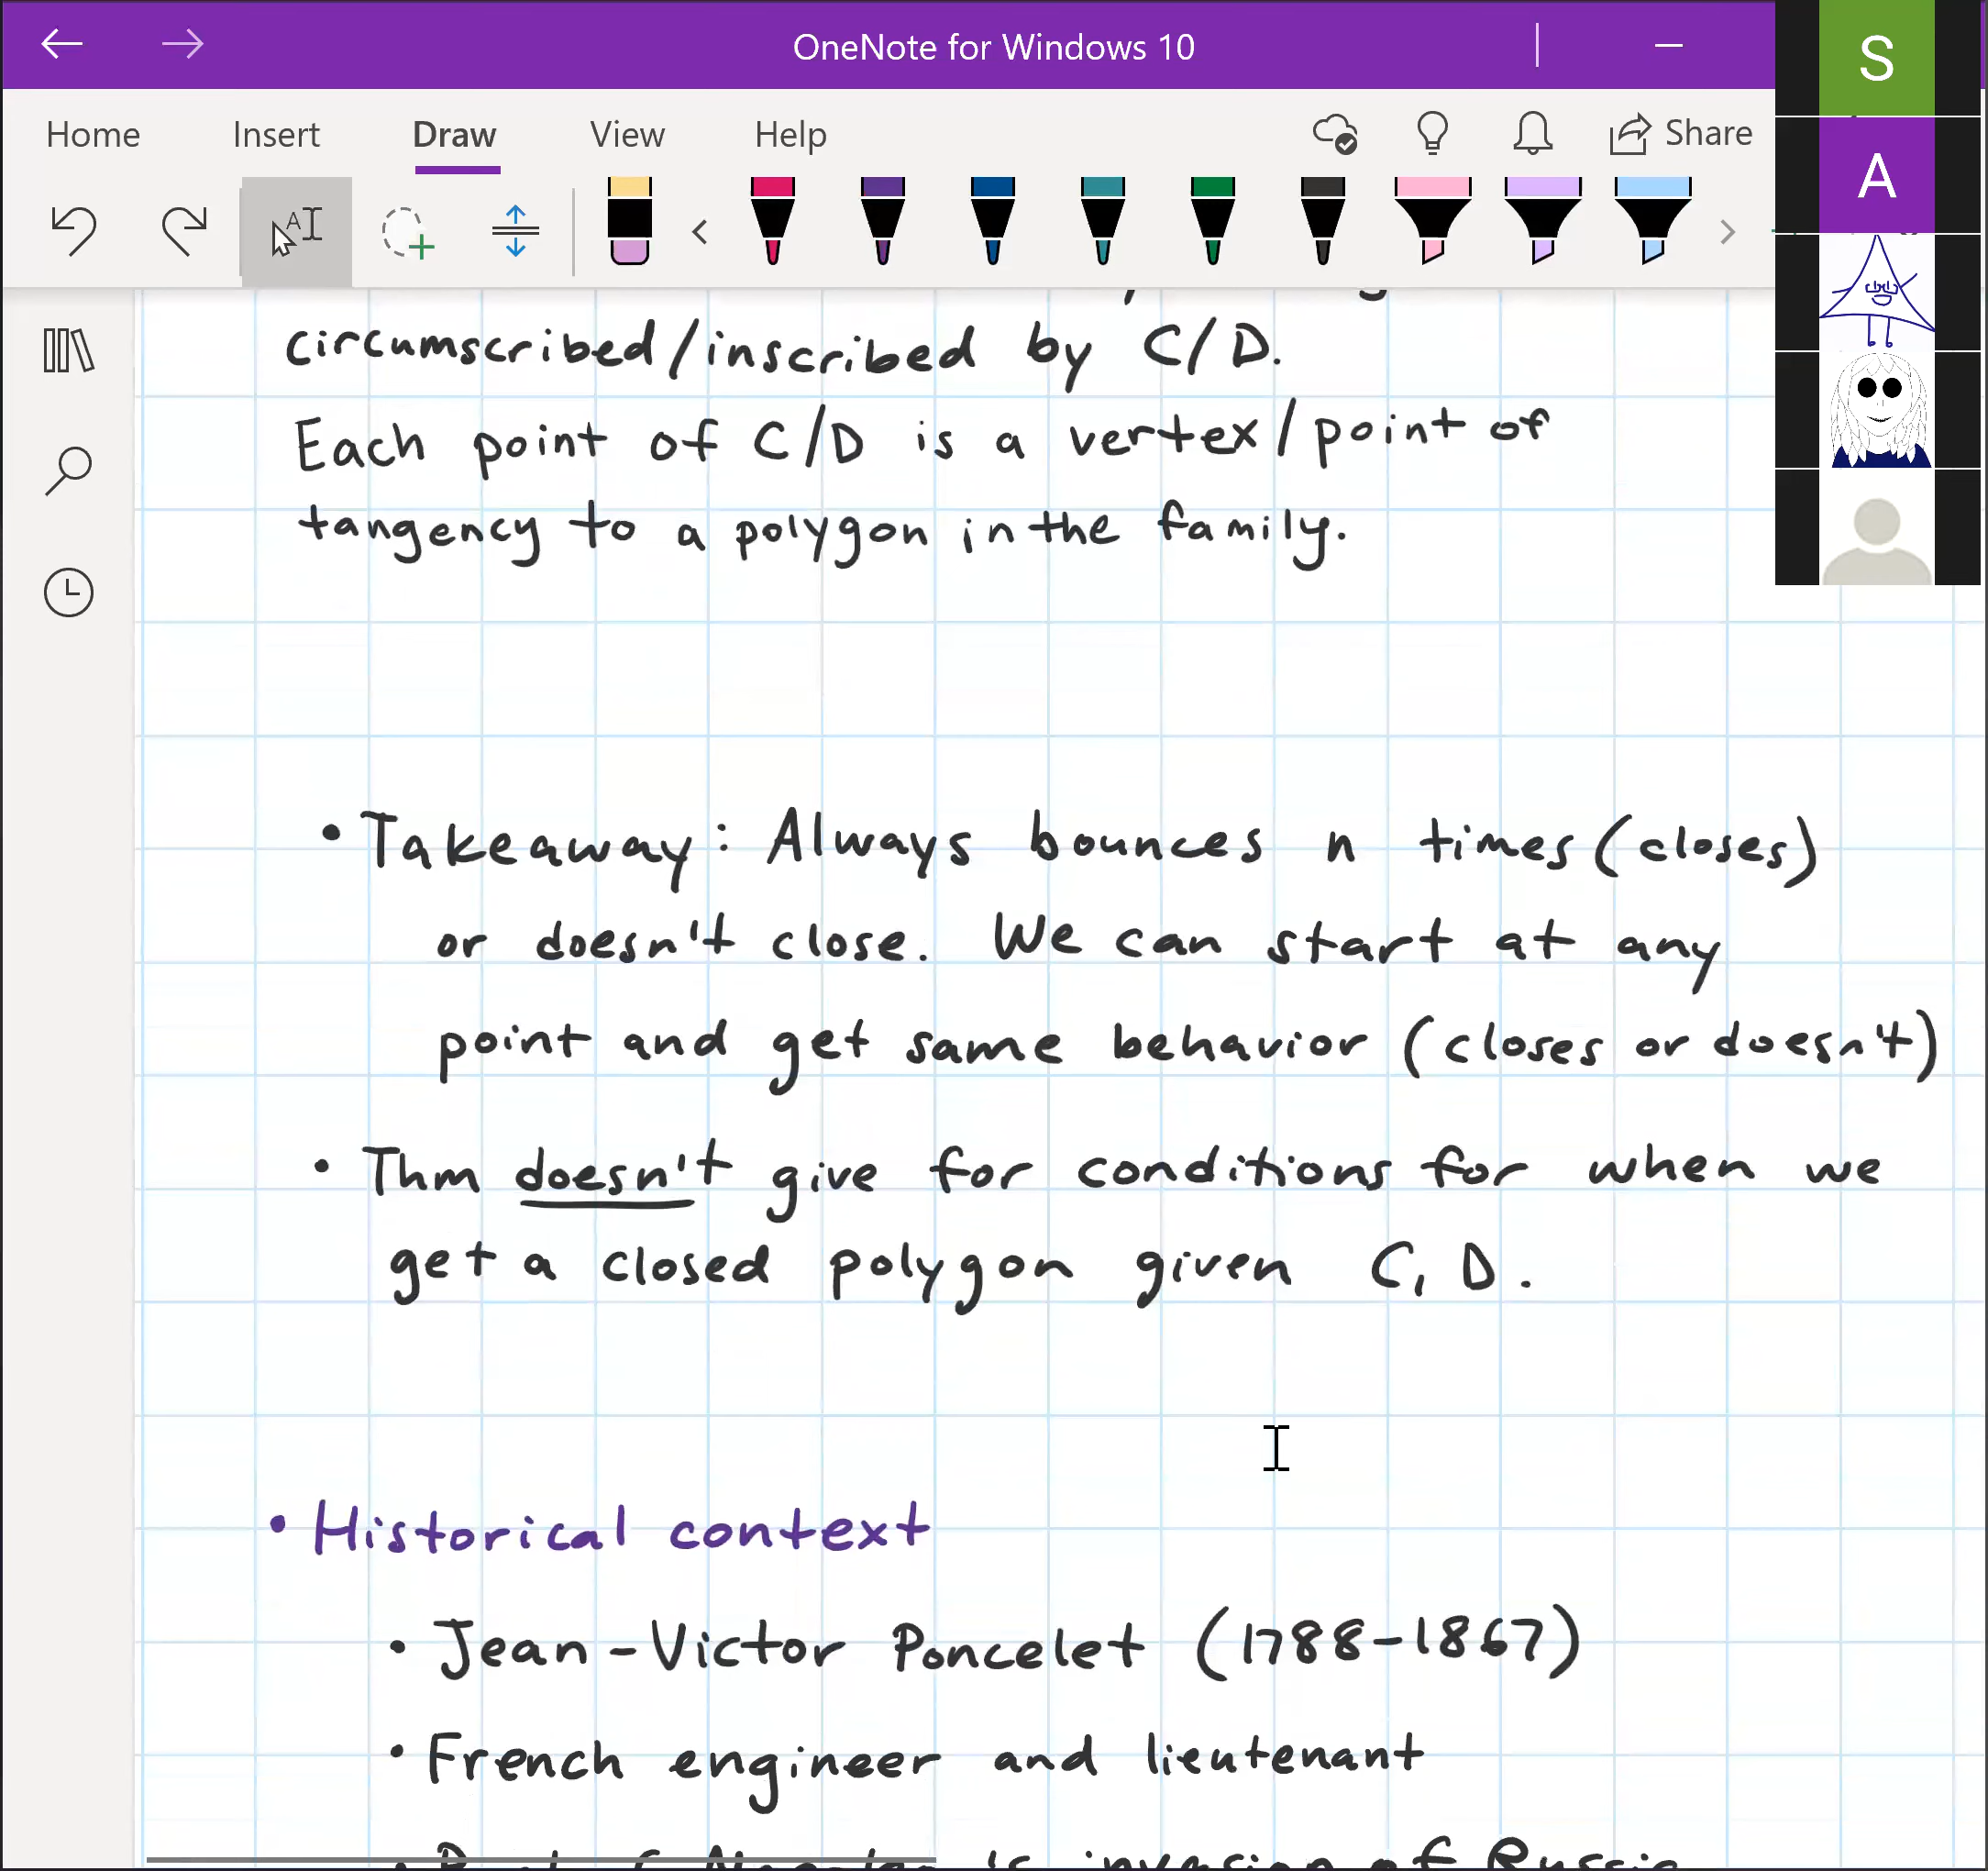 OneNote for Windows 10
S
Home Insert Draw View Help Share
A
circumscribed/inscribed by C/D.
Each point of C/D is a vertex/point of
tangency to a polygon in the family.
• Takeaway: Always bounces n times (closes)
or doesn't close. We can start at any
point and get same behavior (closes or doesn't)
• Thm doesn't give for conditions for when we
get a closed polygon given C, D.
• Historical context
• Jean-Victor Poncelet (1788-1867)
• French engineer and lieutenant
invasion of Russia